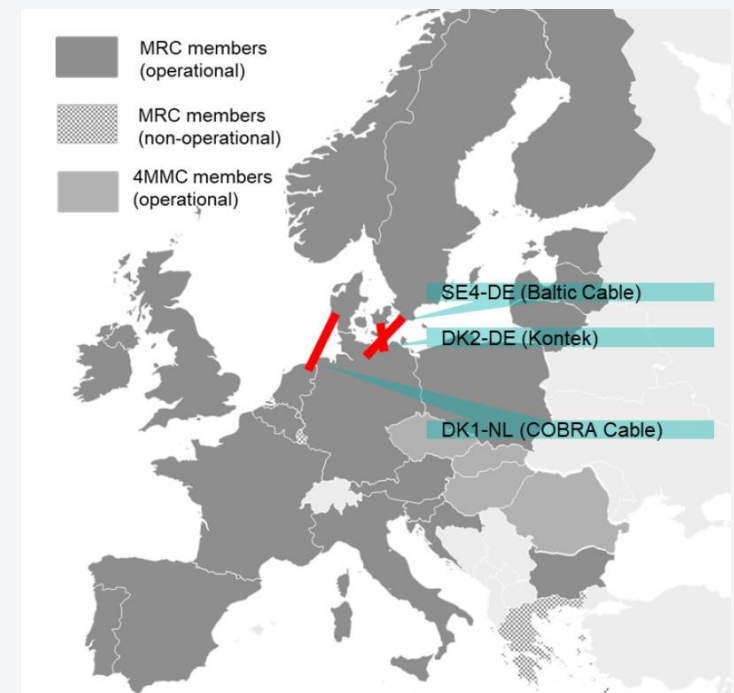 MRC members
(operational)
MRC members
(non-operational)
4MMC members
(operational)
SE4-DE (Baltic Cable)
DK2-DE (Kontek)
DK1-NL (COBRA Cable)